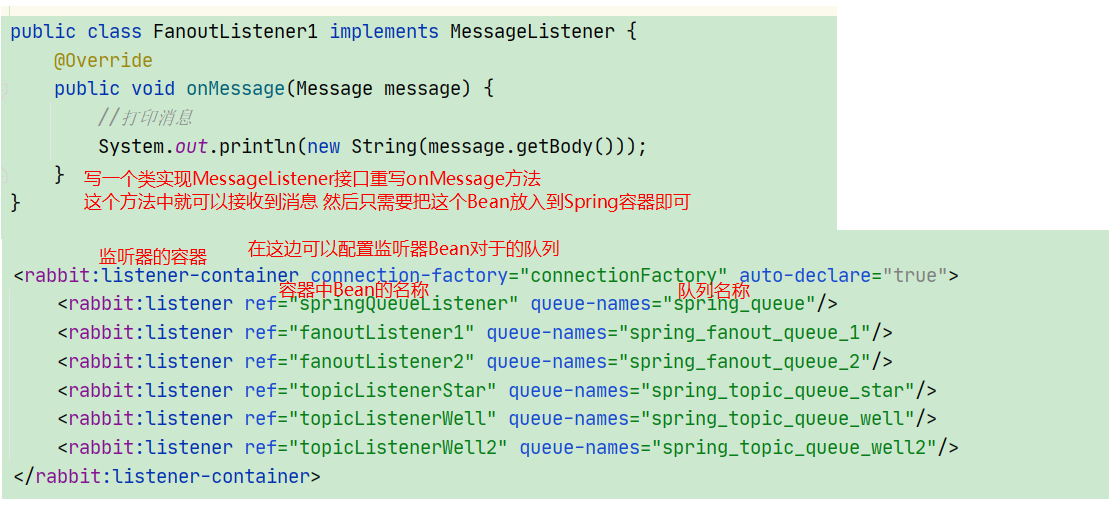 public class FanoutListener1 implements MessageListener {
@Override
public void onMessage(Message message) {
//打印消息
System.out.println(new String(message.getBody()));
}
写一个类实现MessageListener接口重写onMessage方法
}
这个方法中就可以接收到消息 然后只需要把这个Bean放入到Spring容器即可
在这边可以配置监听器Bean对于的队列
监听器的容器
<rabbit:listener-container connection-factory="connectionFactory" auto-declare="true">
容器中Bean的名称
队列名称
<rabbit:listener ref="springQueueListener" queue-names="spring_queue"/>
<rabbit:listener ref="fanoutListener1" queue-names="spring_fanout_queue_1"/>
<rabbit:listener ref="fanoutListener2" queue-names="spring_fanout_queue_2"/>
<rabbit:listener ref="topicListenerStar" queue-names="spring_topic_queue_star"/>
<rabbit:listener ref="topicListenerWell" queue-names="spring_topic_queue_well"/>
<rabbit:listener ref="topicListenerWell2" queue-names="spring_topic_queue_well2"/>
</rabbit:listener-container>